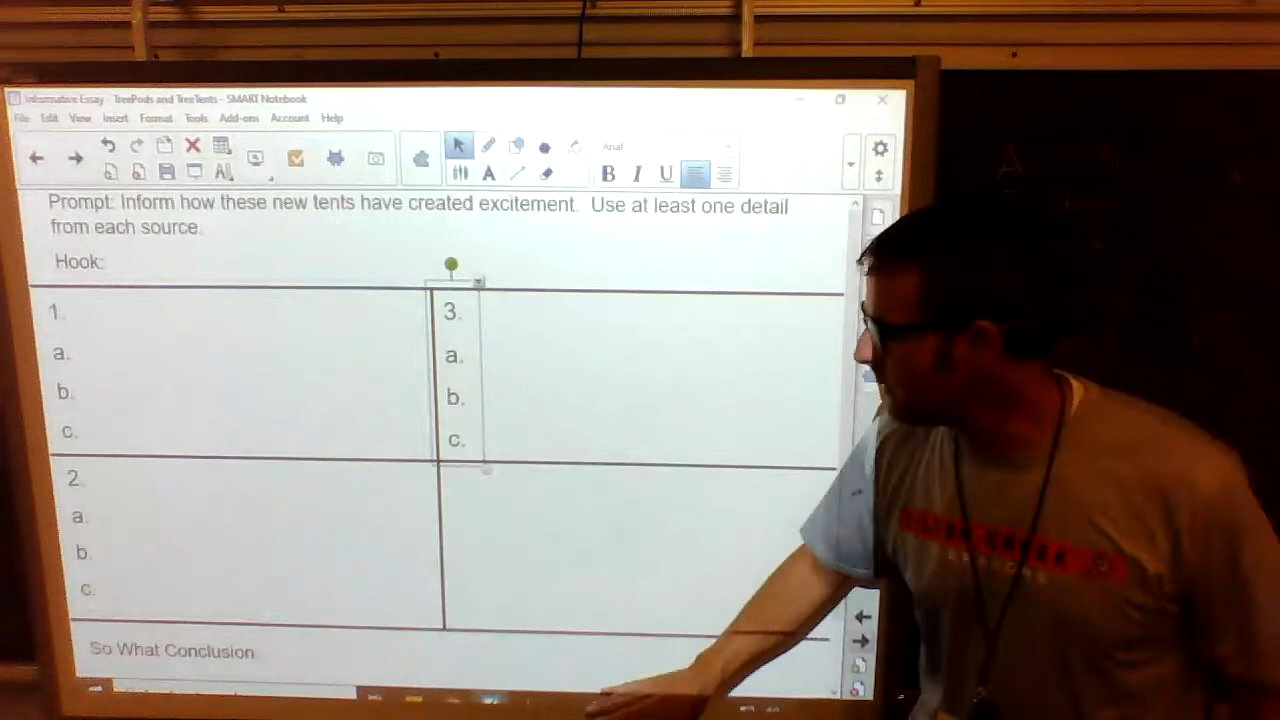 Informative Essay - TreePods and TreeTents - SMART Notebook
File Edit View Insert Format Tools Add-ons Account Help
Arial
B I U
Prompt: Inform how these new tents have created excitement. Use at least one detail
from each source.
Hook:
1.
a.
b.
c.
3.
a.
b.
c.
2.
a.
b.
c.
So What Conclusion
CREEK